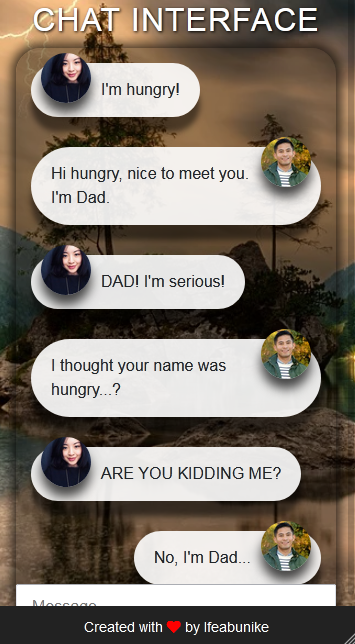 CHAT INTERFACE
I'm hungry!
Hi hungry, nice to meet you.
I'm Dad.
DAD! I'm serious!
I thought your name was
hungry...?
ARE YOU KIDDING ME?
No, I'm Dad...
Message
Created with ❤ by Ifeabunike